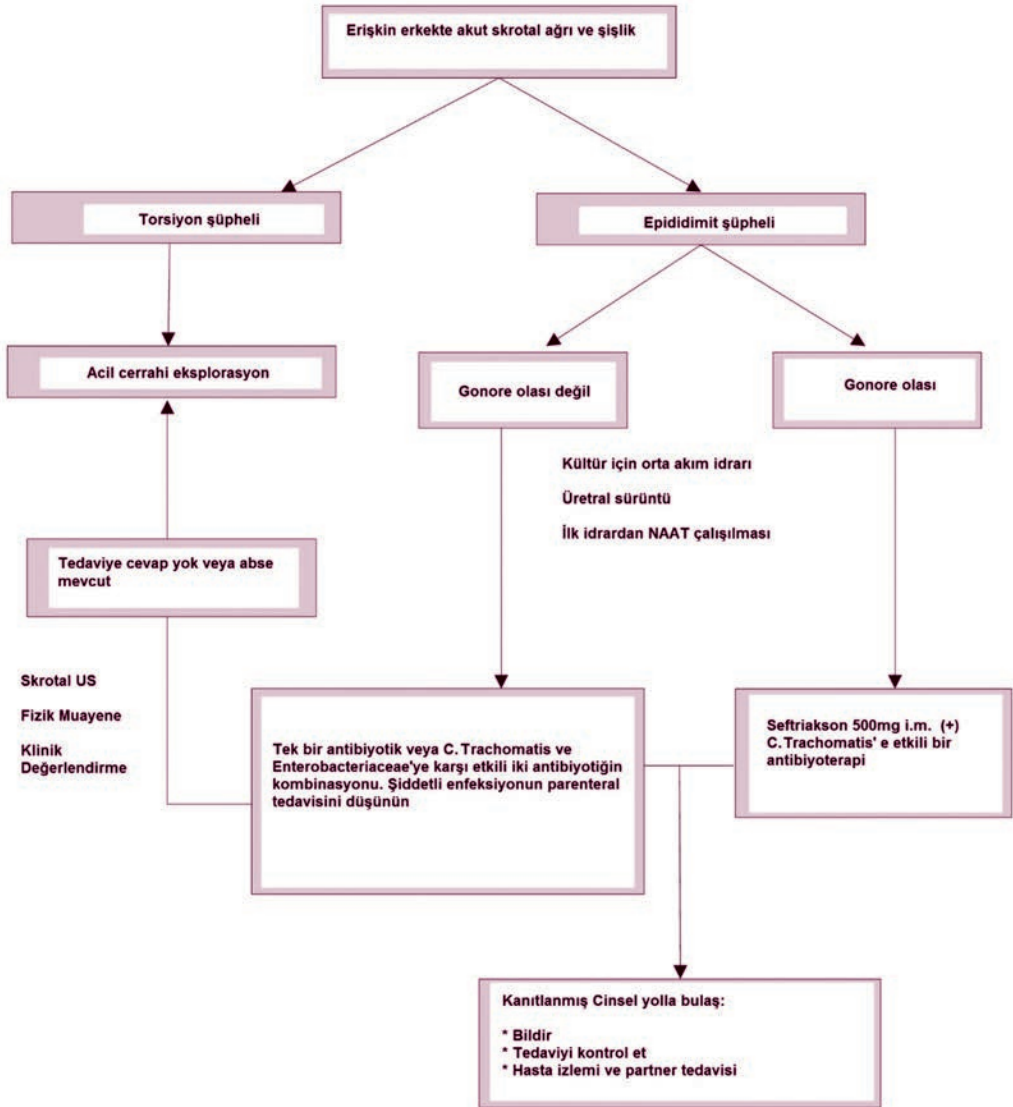 Erişkin erkekte akut skrotal ağrı ve şişlik
Torsiyon şüpheli
Epididimit şüpheli
Acil cerrahi eksplorasyon
Gonore olası değil
Gonore olası
Kültür için orta akım idrarı
Üretral sürüntü
İlk idrardan NAAT çalışılması
Tedaviye cevap yok veya abse
mevcut
Skrotal US
Fizik Muayene
Klinik
Değerlendirme
Tek bir antibiyotik veya C. Trachomatis ve
Enterobacteriaceae'ye karşı etkili iki antibiyotiğin
kombinasyonu. Şiddetli enfeksiyonun parenteral
tedavisini düşünün
Seftriakson 500mg i.m. (+)
C.Trachomatis' e etkili bir
antibiyoterapi
Kanıtlanmış Cinsel yolla bulaş:
* Bildir
* Tedaviyi kontrol et
* Hasta izlemi ve partner tedavisi